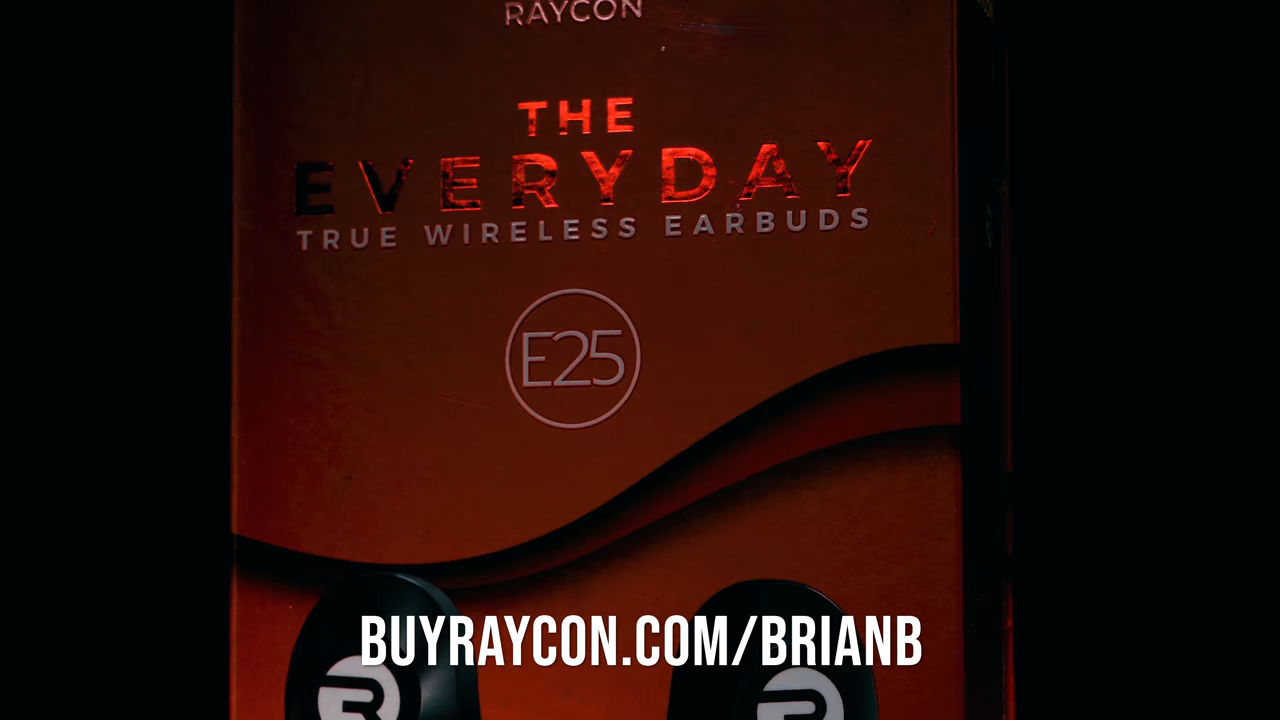 RAYCON
THE
EVERYDAY
TRUE WIRELESS EARBUDS
E25
BUYRAYCON.COM/BRIANB